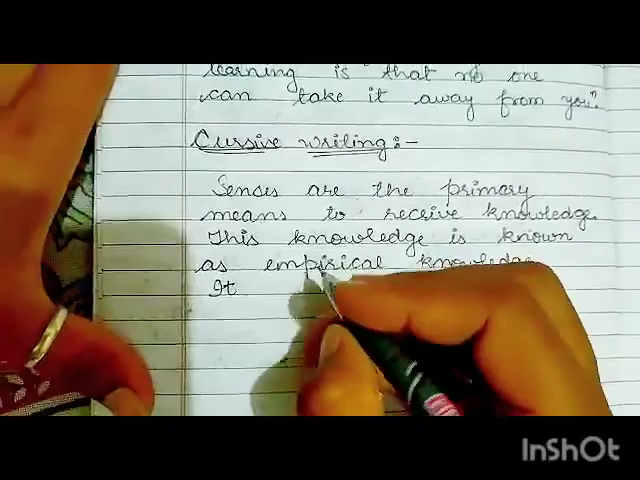 learning is that no one
can take it away from you".
Cursive writing:-
Senses are the primary
means to receive knowledge.
This knowledge is known
as empirical knowledge
It
InShOt